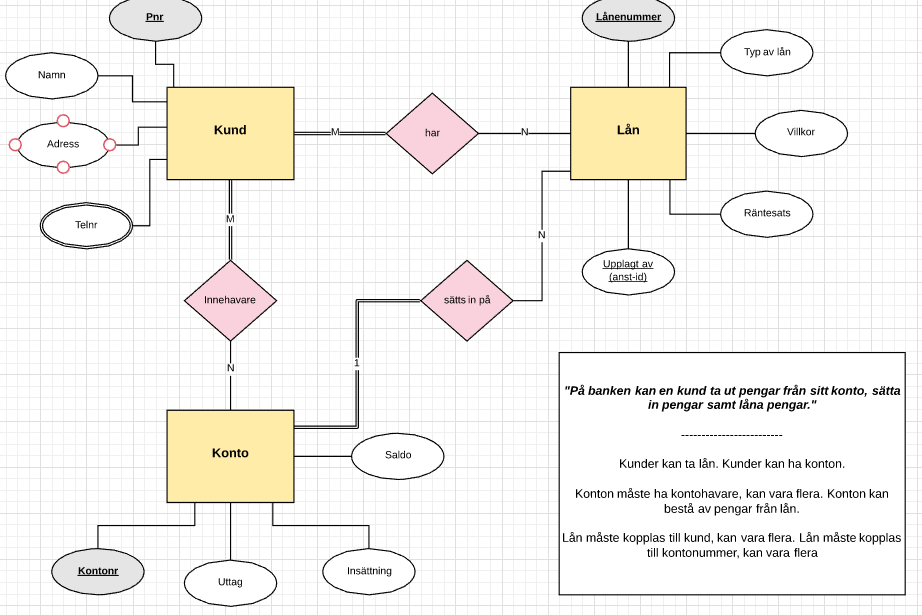 Pnr
Lånenummer
Typ av lån
Namn
Kund
M
har
N
Lån
Villkor
Adress
Telnr
Räntesats
M
N
Upplagt av
(anst-id)
Innehavare
sätts in på
N
1
"På banken kan en kund ta ut pengar från sitt konto, sätta
in pengar samt låna pengar."
-------------------------
Kunder kan ta lån. Kunder kan ha konton.
Konton måste ha kontohavare, kan vara flera. Konton kan
bestå av pengar från lån.
Lån måste kopplas till kund, kan vara flera. Lån måste kopplas
till kontonummer, kan vara flera
Konto
Saldo
Kontonr
Uttag
Insättning